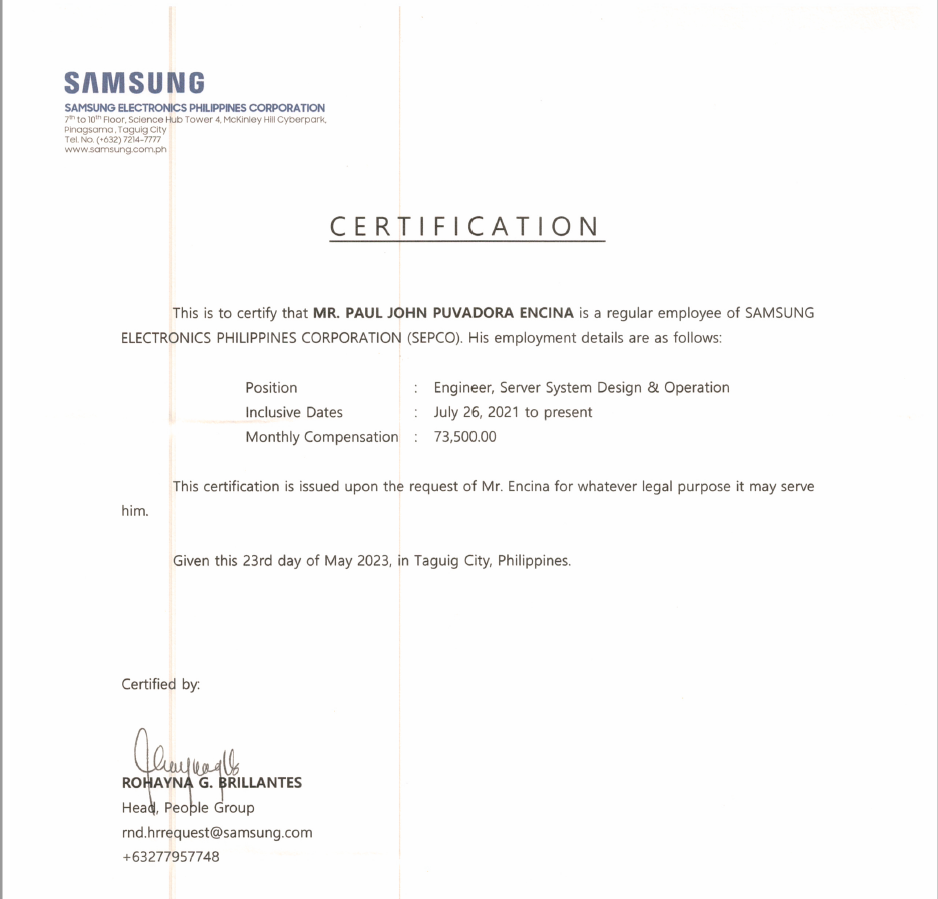 SAMSUNG
SAMSUNG ELECTRONICS PHILIPPINES CORPORATION
7th to 10th Floor, Science Hub Tower 4, McKinley Hill Cyberpark,
Pinagsama, Taguig City
Tel. No. (+632) 7214-7777
www.samsung.com.ph
CERTIFICATION
This is to certify that MR. PAUL JOHN PUVADORA ENCINA is a regular employee of SAMSUNG
ELECTRONICS PHILIPPINES CORPORATION (SEPCO). His employment details are as follows:
Position : Engineer, Server System Design & Operation
Inclusive Dates : July 26, 2021 to present
Monthly Compensation : 73,500.00
This certification is issued upon the request of Mr. Encina for whatever legal purpose it may serve
him.
Given this 23rd day of May 2023, in Taguig City, Philippines.
Certified by:
ROHAYNA G. BRILLANTES
Head, People Group
rnd.hrrequest@samsung.com
+63277957748